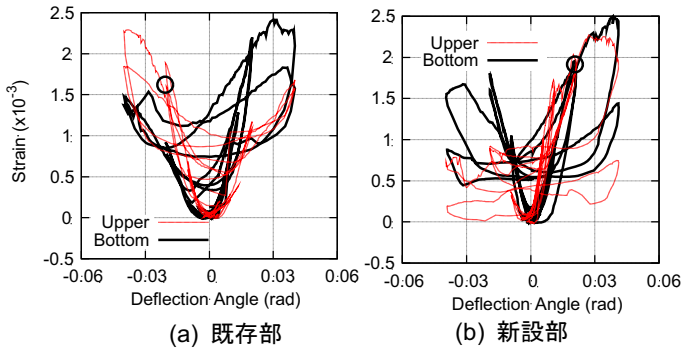 2.5
2
1.5
1
0.5
0.
-0.5
Strain (x10⁻³)
Upper
Bottom
-0.06 -0.03 0. 0.03 0.06
Deflection Angle (rad)
(a) 既存部
2.5
2
1.5
1
0.5
0.
-0.5
Upper
Bottom
-0.06 -0.03 0. 0.03 0.06
Deflection Angle (rad)
(b) 新設部